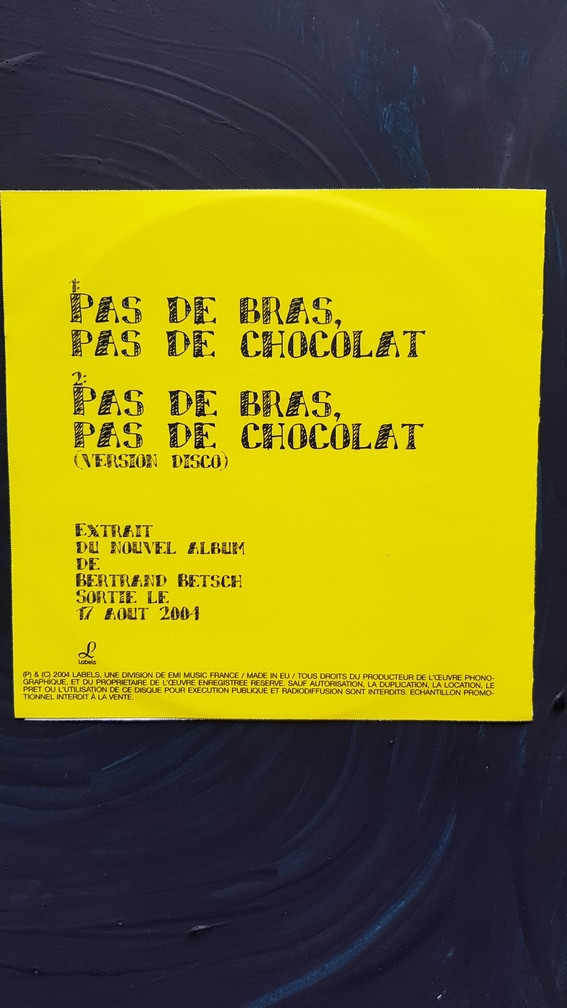 1:
PAS DE BRAS,
PAS DE CHOCOLAT
2:
PAS DE BRAS,
PAS DE CHOCOLAT
(VERSION DISCO)
EXTRAIT
DU NOUVEL ALBUM
DE
BERTRAND BETSCH
SORTIE LE
17 AOUT 2004
Labels
(P) & (C) 2004 LABELS, UNE DIVISION DE EMI MUSIC FRANCE / MADE IN EU / TOUS DROITS DU PRODUCTEUR DE L'ŒUVRE PHONO-
GRAPHIQUE, ET DU PROPRIETAIRE DE L'ŒUVRE ENREGISTREE RESERVE. SAUF AUTORISATION, LA DUPLICATION, LA LOCATION, LE
PRET OU L'UTILISATION DE CE DISQUE POUR EXECUTION PUBLIQUE ET RADIODIFFUSION SONT INTERDITS. ECHANTILLON PROMO-
TIONNEL INTERDIT À LA VENTE.